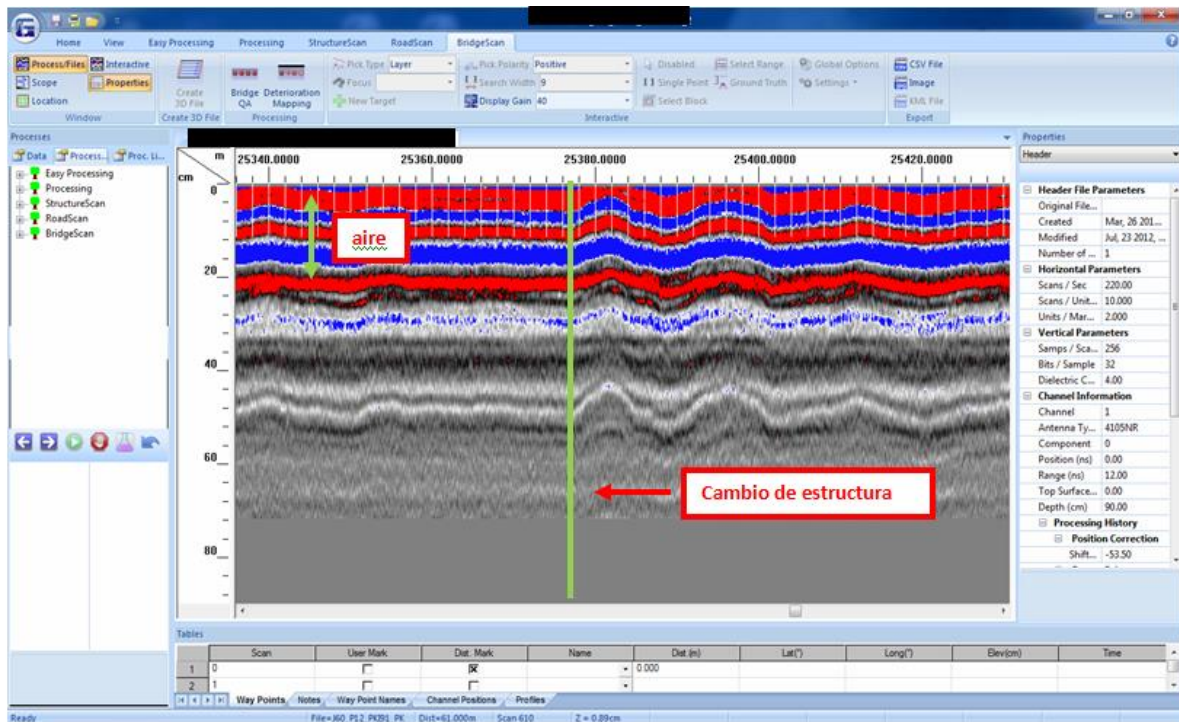 Home View Easy Processing Processing StructureScan RoadScan BridgeScan
Process/Files Interactive
Scope Properties
Location
Window
Create 3D File
Create 3D File
Bridge QA Deterioration Mapping
Processing
Pick Type Layer
Focus
New Target
Pick Polarity Positive
Search Width 9
Display Gain 40
Disabled Select Range
Single Point Ground Truth
Select Block
Global Options
Settings
Interactive
CSV File
Image
KML File
Export
Processes
Data Process... Proc. Li...
Easy Processing
Processing
StructureScan
RoadScan
BridgeScan
m
cm
25340.0000 25360.0000 25380.0000 25400.0000 25420.0000
0
20
40
60
80
aire
Cambio de estructura
Properties
Header
Header File Parameters
Original File...
Created Mar, 26 201...
Modified Jul, 23 2012, ...
Number of ... 1
Horizontal Parameters
Scans / Sec 220.00
Scans / Unit... 10.000
Units / Mar... 2.000
Vertical Parameters
Samps / Sca... 256
Bits / Sample 32
Dielectric C... 4.00
Channel Information
Channel 1
Antenna Ty... 4105NR
Component 0
Position (ns) 0.00
Range (ns) 12.00
Top Surface... 0.00
Depth (cm) 90.00
Processing History
Position Correction
Shift... -53.50
Tables
Scan User Mark Dist. Mark Name Dist.(m) Lat(°) Long(°) Elev(cm) Time
1 0 0.000
2 1
Way Points Notes Way Point Names Channel Positions Profiles
Ready
Dist=61.000m Scan 610 Z = 0.89cm